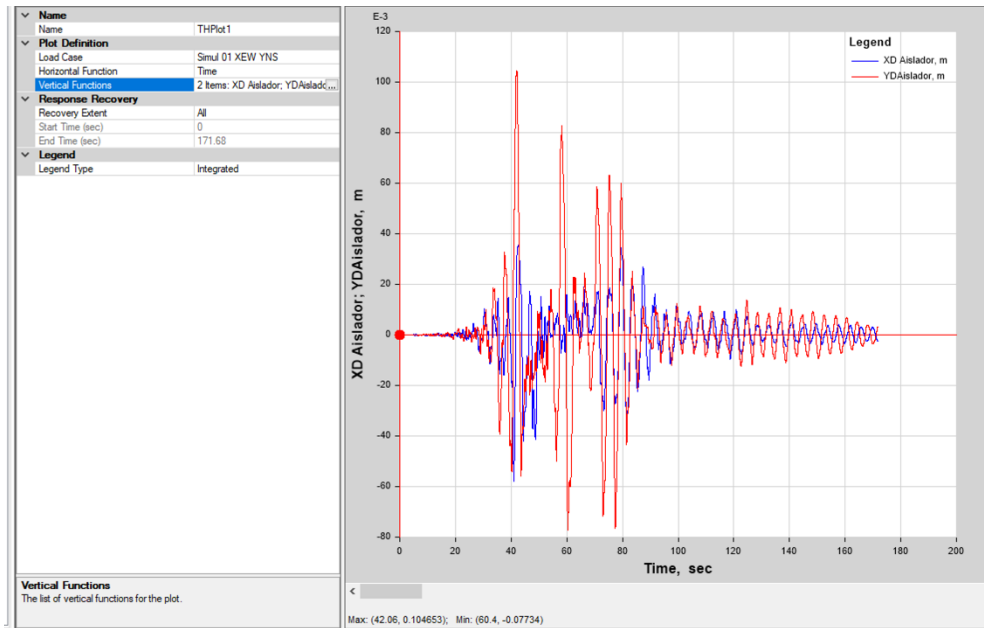 Name
Name THPlot1
Plot Definition
Load Case Simul 01 XEW YNS
Horizontal Function Time
Vertical Functions 2 Items: XD Aislador; YDAislado ...
Response Recovery
Recovery Extent All
Start Time (sec) 0
End Time (sec) 171.68
Legend
Legend Type Integrated
Vertical Functions
The list of vertical functions for the plot.
E-3
120
100
80
60
40
20
0
-20
-40
-60
-80
XD Aislador; YDAislador, m
Legend
XD Aislador, m
YDAislador, m
0 20 40 60 80 100 120 140 160 180 200
Time, sec
Max: (42.06, 0.104653); Min: (60.4, -0.07734)